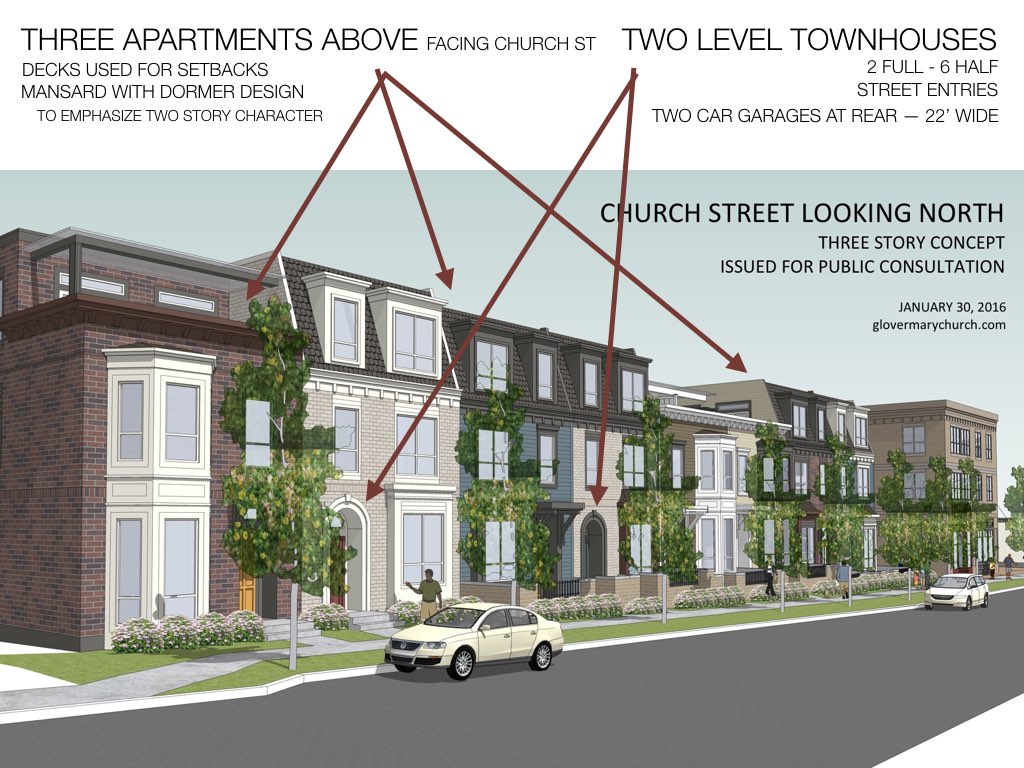 THREE APARTMENTS ABOVE FACING CHURCH ST
DECKS USED FOR SETBACKS
MANSARD WITH DORMER DESIGN
TO EMPHASIZE TWO STORY CHARACTER
TWO LEVEL TOWNHOUSES
2 FULL - 6 HALF
STREET ENTRIES
TWO CAR GARAGES AT REAR — 22’ WIDE
CHURCH STREET LOOKING NORTH
THREE STORY CONCEPT
ISSUED FOR PUBLIC CONSULTATION
JANUARY 30, 2016
glovermarychurch.com